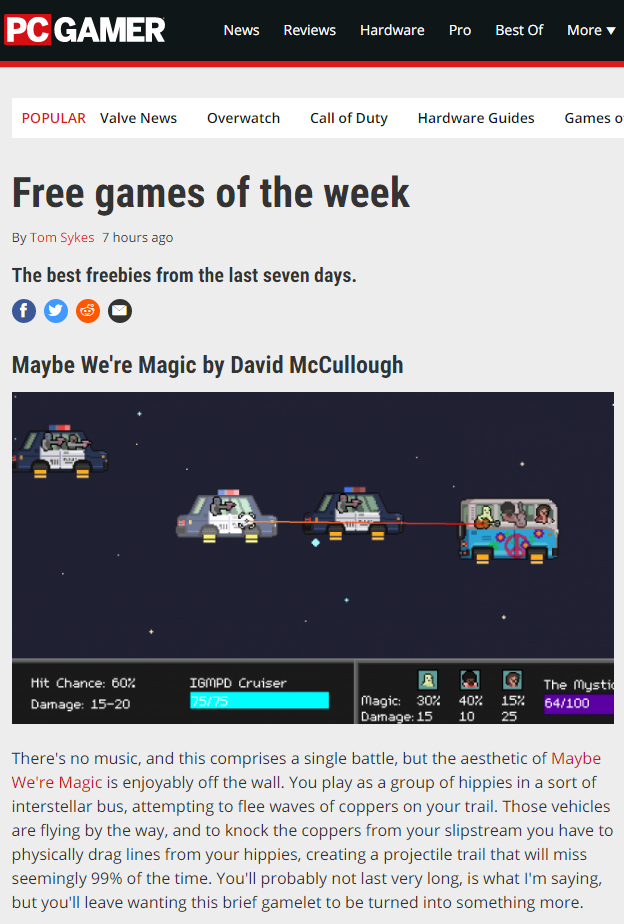 PC GAMER
News Reviews Hardware Pro Best Of More ▼
POPULAR Valve News Overwatch Call of Duty Hardware Guides Games o
Free games of the week
By Tom Sykes 7 hours ago
The best freebies from the last seven days.
Maybe We're Magic by David McCullough
Hit Chance: 60%
Damage: 15-20
IGMPD Cruiser
75/75
Magic: 30% 40% 15%
Damage: 15 10 25
The Mystic
64/100
There's no music, and this comprises a single battle, but the aesthetic of Maybe
We're Magic is enjoyably off the wall. You play as a group of hippies in a sort of
interstellar bus, attempting to flee waves of coppers on your trail. Those vehicles
are flying by the way, and to knock the coppers from your slipstream you have to
physically drag lines from your hippies, creating a projectile trail that will miss
seemingly 99% of the time. You'll probably not last very long, is what I'm saying,
but you'll leave wanting this brief gamelet to be turned into something more.